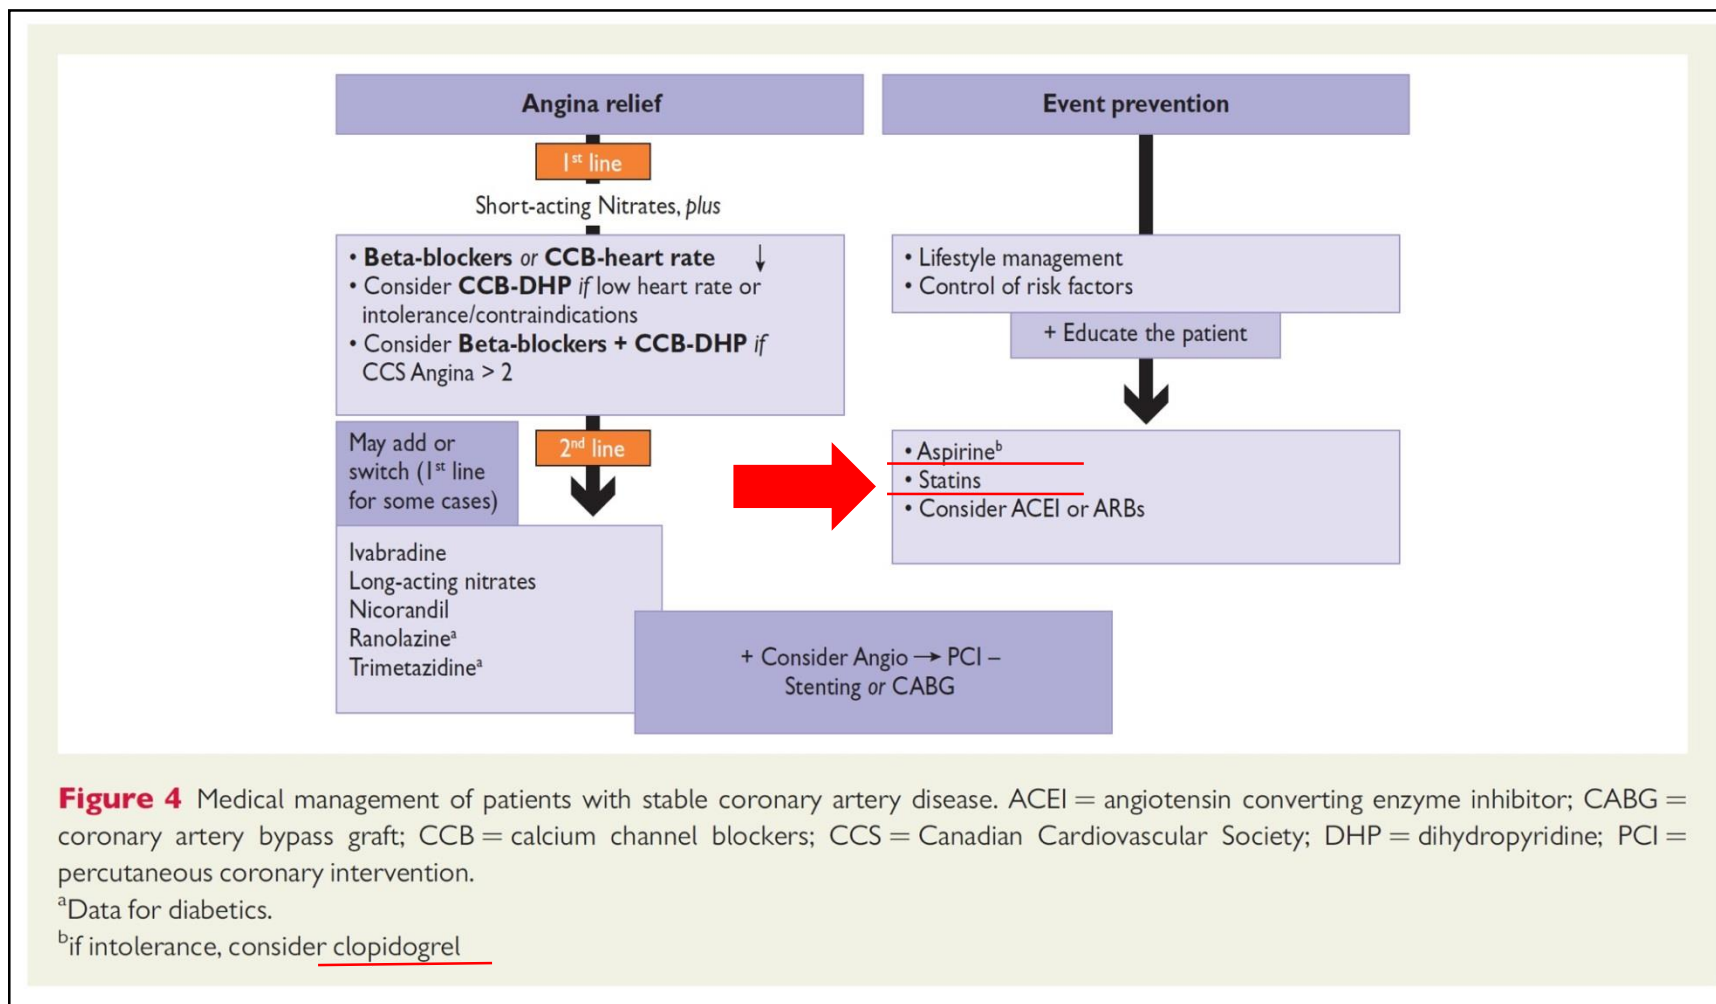 Angina relief
1st line
Short-acting Nitrates, plus
• Beta-blockers or CCB-heart rate ↓
• Consider CCB-DHP if low heart rate or
intolerance/contraindications
• Consider Beta-blockers + CCB-DHP if
CCS Angina > 2
May add or
switch (1st line
for some cases)
2nd line
Ivabradine
Long-acting nitrates
Nicorandil
Ranolazineᵃ
Trimetazidineᵃ
Event prevention
• Lifestyle management
• Control of risk factors
+ Educate the patient
• Aspirineᵇ
• Statins
• Consider ACEI or ARBs
+ Consider Angio → PCI –
Stenting or CABG
Figure 4 Medical management of patients with stable coronary artery disease. ACEI = angiotensin converting enzyme inhibitor; CABG =
coronary artery bypass graft; CCB = calcium channel blockers; CCS = Canadian Cardiovascular Society; DHP = dihydropyridine; PCI =
percutaneous coronary intervention.
ᵃData for diabetics.
ᵇif intolerance, consider clopidogrel